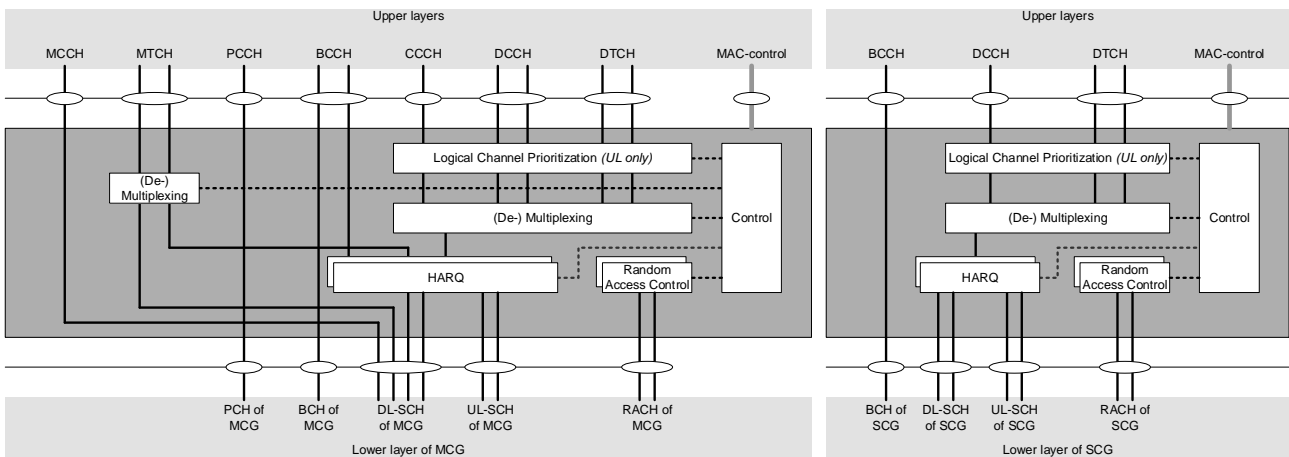 Upper layers
MCCH MTCH PCCH BCCH CCCH DCCH DTCH MAC-control
Logical Channel Prioritization (UL only)
(De-)
Multiplexing
(De-) Multiplexing
Control
HARQ
Random
Access Control
PCH of
MCG
BCH of
MCG
DL-SCH
of MCG
UL-SCH
of MCG
RACH of
MCG
Lower layer of MCG
Upper layers
BCCH DCCH DTCH MAC-control
Logical Channel Prioritization (UL only)
(De-) Multiplexing
Control
HARQ
Random
Access Control
BCH of
SCG
DL-SCH
of SCG
UL-SCH
of SCG
RACH of
SCG
Lower layer of SCG